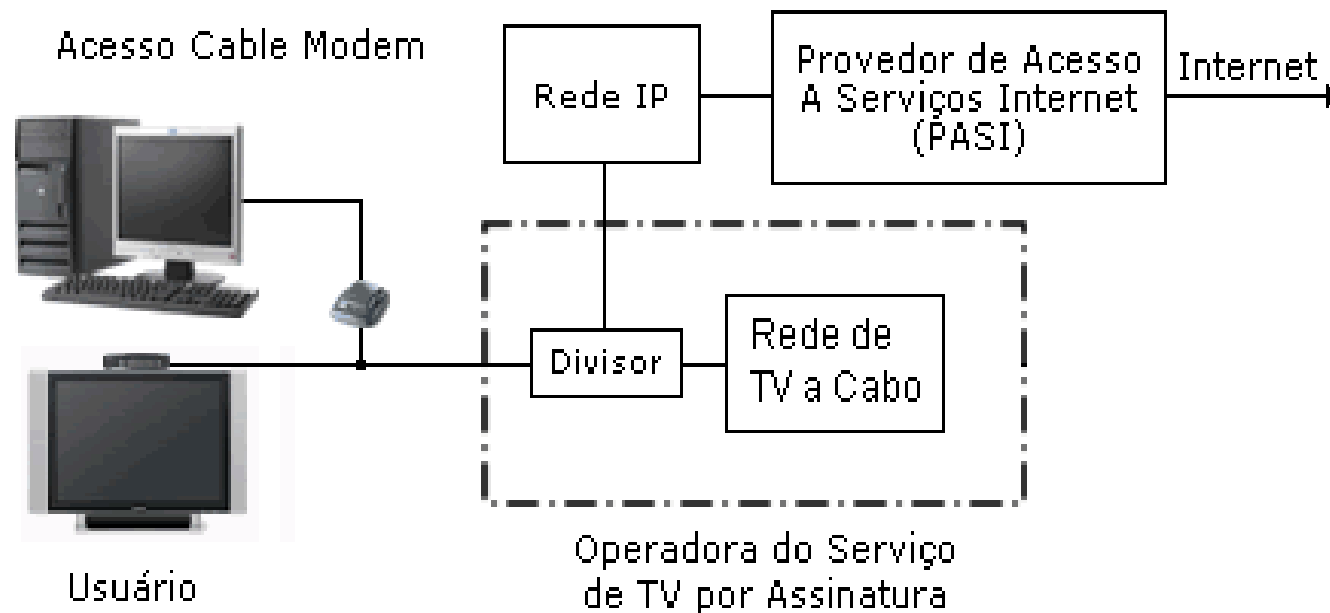 Acesso Cable Modem
Rede IP
Provedor de Acesso
A Serviços Internet
(PASI)
Internet
Divisor
Rede de
TV a Cabo
Usuário
Operadora do Serviço
de TV por Assinatura